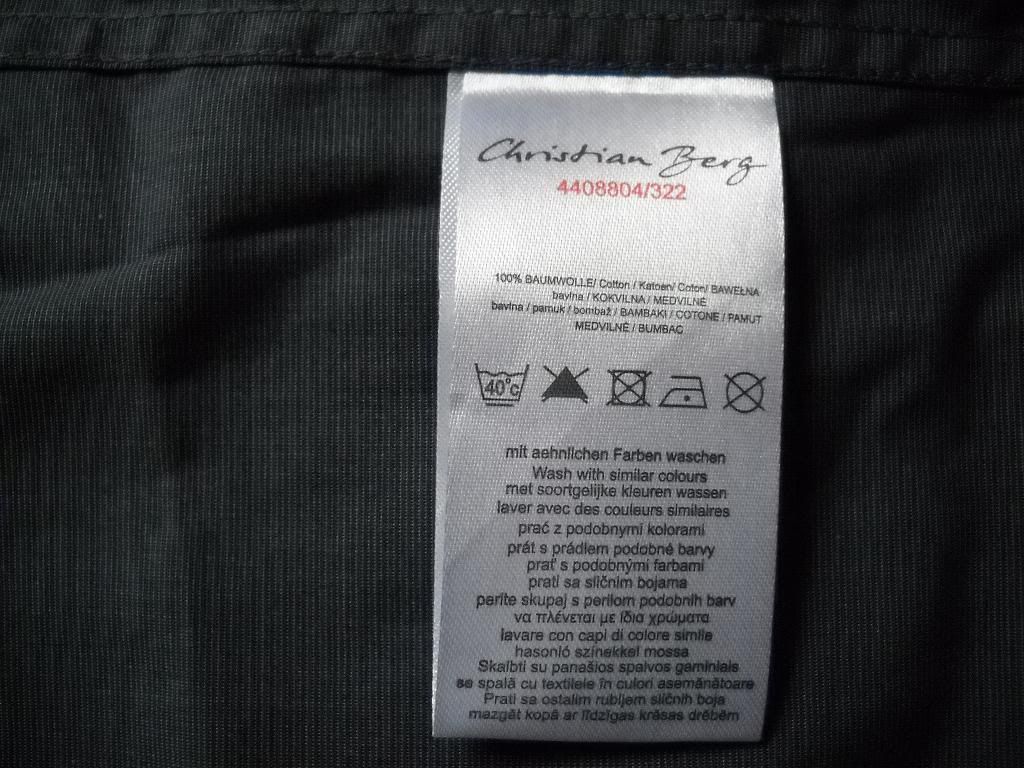 Christian Berg
4408804/322
100% BAUMWOLLE/ Cotton / Katoen/ Coton/ BAWEŁNA
bavlna / KOKVILNA / MEDVILNĖ
bavlna / pamuk / bombaž / BAMBAKI / COTONE / PAMUT
MEDVILNĖ / BUMBAC
40°c
mit aehnlichen Farben waschen
Wash with similar colours
met soortgelijke kleuren wassen
laver avec des couleurs similaires
prać z podobnymi kolorami
prát s prádlem podobné barvy
prať s podobnými farbami
prati sa sličnim bojama
perite skupaj s perilom podobnih barv
να πλένεται με ίδια χρώματα
lavare con capi di colore simile
hasonló színekkel mossa
Skalbti su panašios spalvos gaminiais
se spală cu textilele în culori asemănătoare
Prati sa ostalim rubljem sličnih boja
mazgāt kopā ar līdzīgas krāsas drēbēm